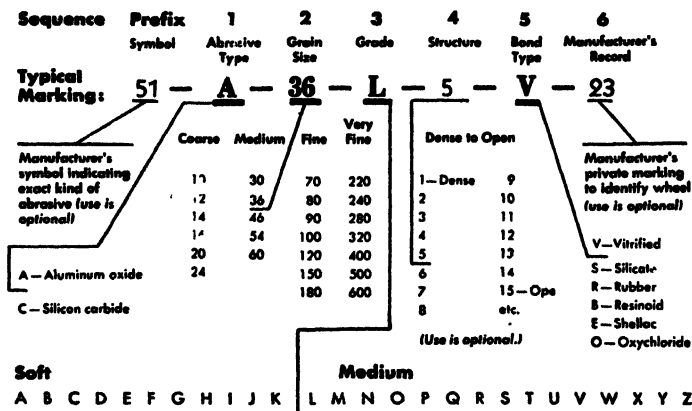 Sequence Prefix 1 2 3 4 5 6
Symbol Abrasive Type Grain Size Grade Structure Bond Type Manufacturer's Record
Typical Marking: 51 — A — 36 — L — 5 — V — 23
Manufacturer's
symbol indicating
exact kind of
abrasive (use is
optional)
A — Aluminum oxide
C — Silicon carbide
Coarse Medium Fine Very Fine
30 70 220
12 36 80 240
14 46 90 280
54 100 320
20 60 120 400
24 150 500
180 600
Dense to Open
1 — Dense 9
2 10
3 11
4 12
5 13
6 14
7 15 — Ope
8 etc.
(Use is optional.)
Manufacturer's
private marking
to identify wheel
(use is optional)
V — Vitrified
S — Silicate
R — Rubber
B — Resinoid
E — Shellac
O — Oxychloride
Soft Medium
A B C D E F G H I J K L M N O P Q R S T U V W X Y Z